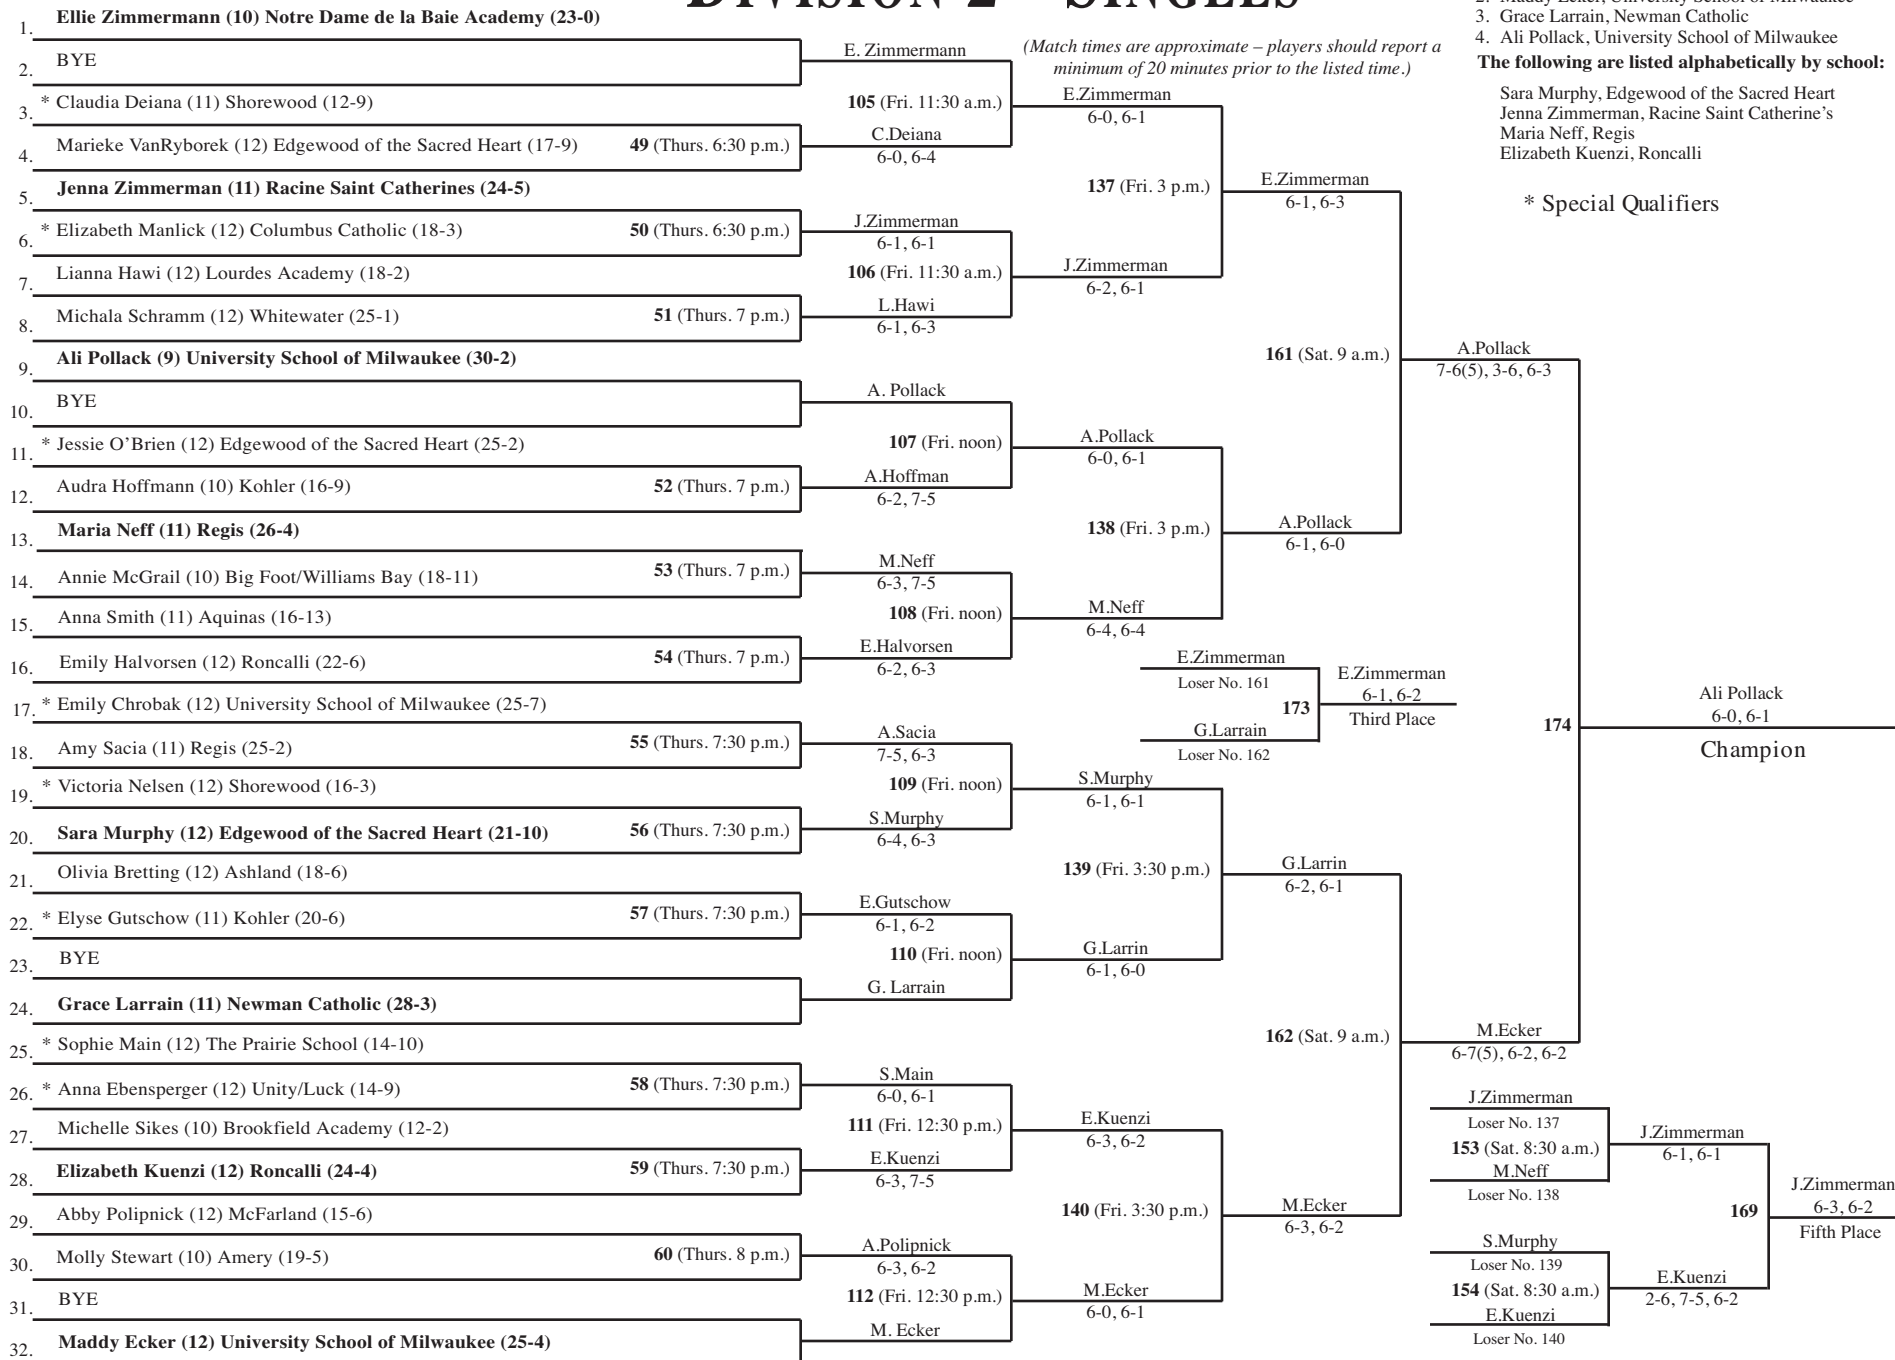 DIVISION 2 – SINGLES
(Match times are approximate – players should report a
minimum of 20 minutes prior to the listed time.)
2. Maddy Ecker, University School of Milwaukee
3. Grace Larrain, Newman Catholic
4. Ali Pollack, University School of Milwaukee
The following are listed alphabetically by school:
Sara Murphy, Edgewood of the Sacred Heart
Jenna Zimmerman, Racine Saint Catherine's
Maria Neff, Regis
Elizabeth Kuenzi, Roncalli
* Special Qualifiers
1. Ellie Zimmermann (10) Notre Dame de la Baie Academy (23-0)
2. BYE
3. * Claudia Deiana (11) Shorewood (12-9)
4. Marieke VanRyborek (12) Edgewood of the Sacred Heart (17-9) 49 (Thurs. 6:30 p.m.)
5. Jenna Zimmerman (11) Racine Saint Catherines (24-5)
6. * Elizabeth Manlick (12) Columbus Catholic (18-3) 50 (Thurs. 6:30 p.m.)
7. Lianna Hawi (12) Lourdes Academy (18-2)
8. Michala Schramm (12) Whitewater (25-1) 51 (Thurs. 7 p.m.)
9. Ali Pollack (9) University School of Milwaukee (30-2)
10. BYE
11. * Jessie O'Brien (12) Edgewood of the Sacred Heart (25-2)
12. Audra Hoffmann (10) Kohler (16-9) 52 (Thurs. 7 p.m.)
13. Maria Neff (11) Regis (26-4)
14. Annie McGrail (10) Big Foot/Williams Bay (18-11) 53 (Thurs. 7 p.m.)
15. Anna Smith (11) Aquinas (16-13)
16. Emily Halvorsen (12) Roncalli (22-6) 54 (Thurs. 7 p.m.)
17. * Emily Chrobak (12) University School of Milwaukee (25-7)
18. Amy Sacia (11) Regis (25-2) 55 (Thurs. 7:30 p.m.)
19. * Victoria Nelsen (12) Shorewood (16-3)
20. Sara Murphy (12) Edgewood of the Sacred Heart (21-10) 56 (Thurs. 7:30 p.m.)
21. Olivia Bretting (12) Ashland (18-6)
22. * Elyse Gutschow (11) Kohler (20-6) 57 (Thurs. 7:30 p.m.)
23. BYE
24. Grace Larrain (11) Newman Catholic (28-3)
25. * Sophie Main (12) The Prairie School (14-10)
26. * Anna Ebensperger (12) Unity/Luck (14-9) 58 (Thurs. 7:30 p.m.)
27. Michelle Sikes (10) Brookfield Academy (12-2)
28. Elizabeth Kuenzi (12) Roncalli (24-4) 59 (Thurs. 7:30 p.m.)
29. Abby Polipnick (12) McFarland (15-6)
30. Molly Stewart (10) Amery (19-5) 60 (Thurs. 8 p.m.)
31. BYE
32. Maddy Ecker (12) University School of Milwaukee (25-4)
E. Zimmermann
105 (Fri. 11:30 a.m.)
C.Deiana
6-0, 6-4
J.Zimmerman
6-1, 6-1
106 (Fri. 11:30 a.m.)
L.Hawi
6-1, 6-3
A. Pollack
107 (Fri. noon)
A.Hoffman
6-2, 7-5
M.Neff
6-3, 7-5
108 (Fri. noon)
E.Halvorsen
6-2, 6-3
A.Sacia
7-5, 6-3
109 (Fri. noon)
S.Murphy
6-4, 6-3
E.Gutschow
6-1, 6-2
110 (Fri. noon)
G. Larrain
S.Main
6-0, 6-1
111 (Fri. 12:30 p.m.)
E.Kuenzi
6-3, 7-5
A.Polipnick
6-3, 6-2
112 (Fri. 12:30 p.m.)
M. Ecker
E.Zimmerman
6-0, 6-1
137 (Fri. 3 p.m.)
J.Zimmerman
6-2, 6-1
A.Pollack
6-0, 6-1
138 (Fri. 3 p.m.)
M.Neff
6-4, 6-4
S.Murphy
6-1, 6-1
139 (Fri. 3:30 p.m.)
G.Larrin
6-1, 6-0
E.Kuenzi
6-3, 6-2
140 (Fri. 3:30 p.m.)
M.Ecker
6-0, 6-1
E.Zimmerman
6-1, 6-3
161 (Sat. 9 a.m.)
A.Pollack
6-1, 6-0
G.Larrin
6-2, 6-1
162 (Sat. 9 a.m.)
M.Ecker
6-3, 6-2
A.Pollack
7-6(5), 3-6, 6-3
174
M.Ecker
6-7(5), 6-2, 6-2
Ali Pollack
6-0, 6-1
Champion
E.Zimmerman
Loser No. 161
173
G.Larrain
Loser No. 162
E.Zimmerman
6-1, 6-2
Third Place
J.Zimmerman
Loser No. 137
153 (Sat. 8:30 a.m.)
M.Neff
Loser No. 138
J.Zimmerman
6-1, 6-1
169
S.Murphy
Loser No. 139
154 (Sat. 8:30 a.m.)
E.Kuenzi
Loser No. 140
E.Kuenzi
2-6, 7-5, 6-2
J.Zimmerman
6-3, 6-2
Fifth Place